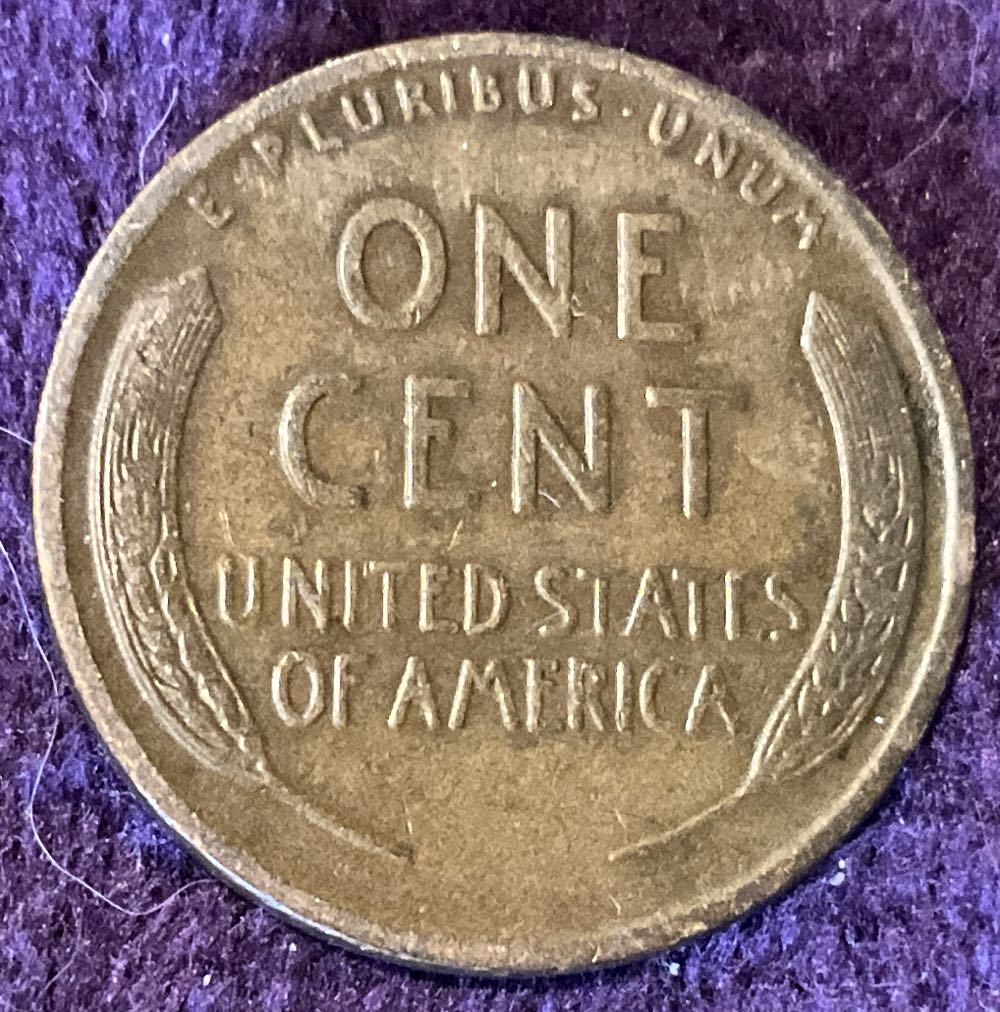 E · PLURIBUS · UNUM
ONE
CENT
UNITED STATES
OF AMERICA